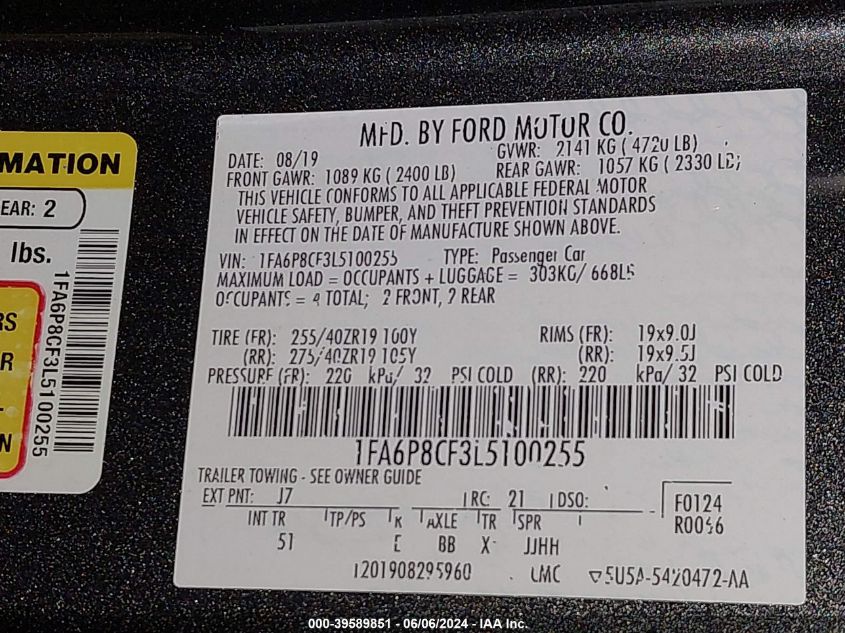 MFD. BY FORD MOTOR CO.
DATE: 08/19
GVWR: 2141 KG ( 4720 LB)
FRONT GAWR: 1089 KG ( 2400 LB)
REAR GAWR: 1057 KG ( 2330 LB)
THIS VEHICLE CONFORMS TO ALL APPLICABLE FEDERAL MOTOR
VEHICLE SAFETY, BUMPER, AND THEFT PREVENTION STANDARDS
IN EFFECT ON THE DATE OF MANUFACTURE SHOWN ABOVE.
VIN: 1FA6P8CF3L5100255 TYPE: Passenger Car
MAXIMUM LOAD = OCCUPANTS + LUGGAGE = 303KG/ 668LB
OCCUPANTS = 4 TOTAL; 2 FRONT, 2 REAR
TIRE (FR): 255/40ZR19 100Y RIMS (FR): 19x9.0J
(RR): 275/40ZR19 105Y (RR): 19x9.5J
PRESSURE (FR): 220 kPa/ 32 PSI COLD (RR): 220 kPa/ 32 PSI COLD
1FA6P8CF3L5100255
TRAILER TOWING - SEE OWNER GUIDE
EXT PNT: J7 RC: 21 DSO: F0124
INT TR TP/PS R AXLE TR SPR R0046
51 BB X JJHH
1201908295960 LMC 5U5A-5420472-AA
MATION
EAR: 2
lbs.
1FA6P8CF3L5100255
RS
R
N
000-39589851 - 06/06/2024 - IAA Inc.